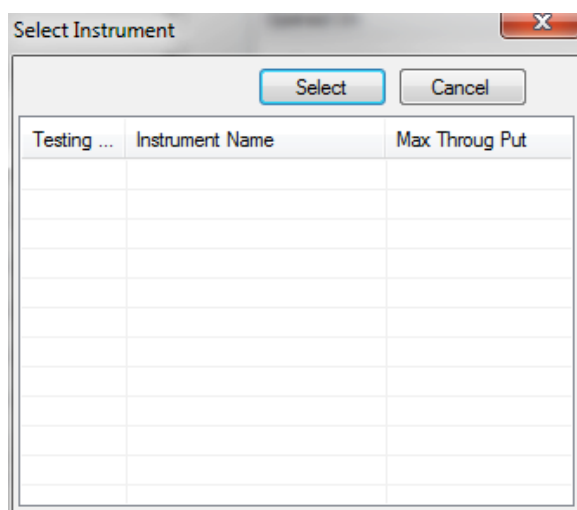 Select Instrument
Select Cancel
Testing ... Instrument Name Max Throug Put